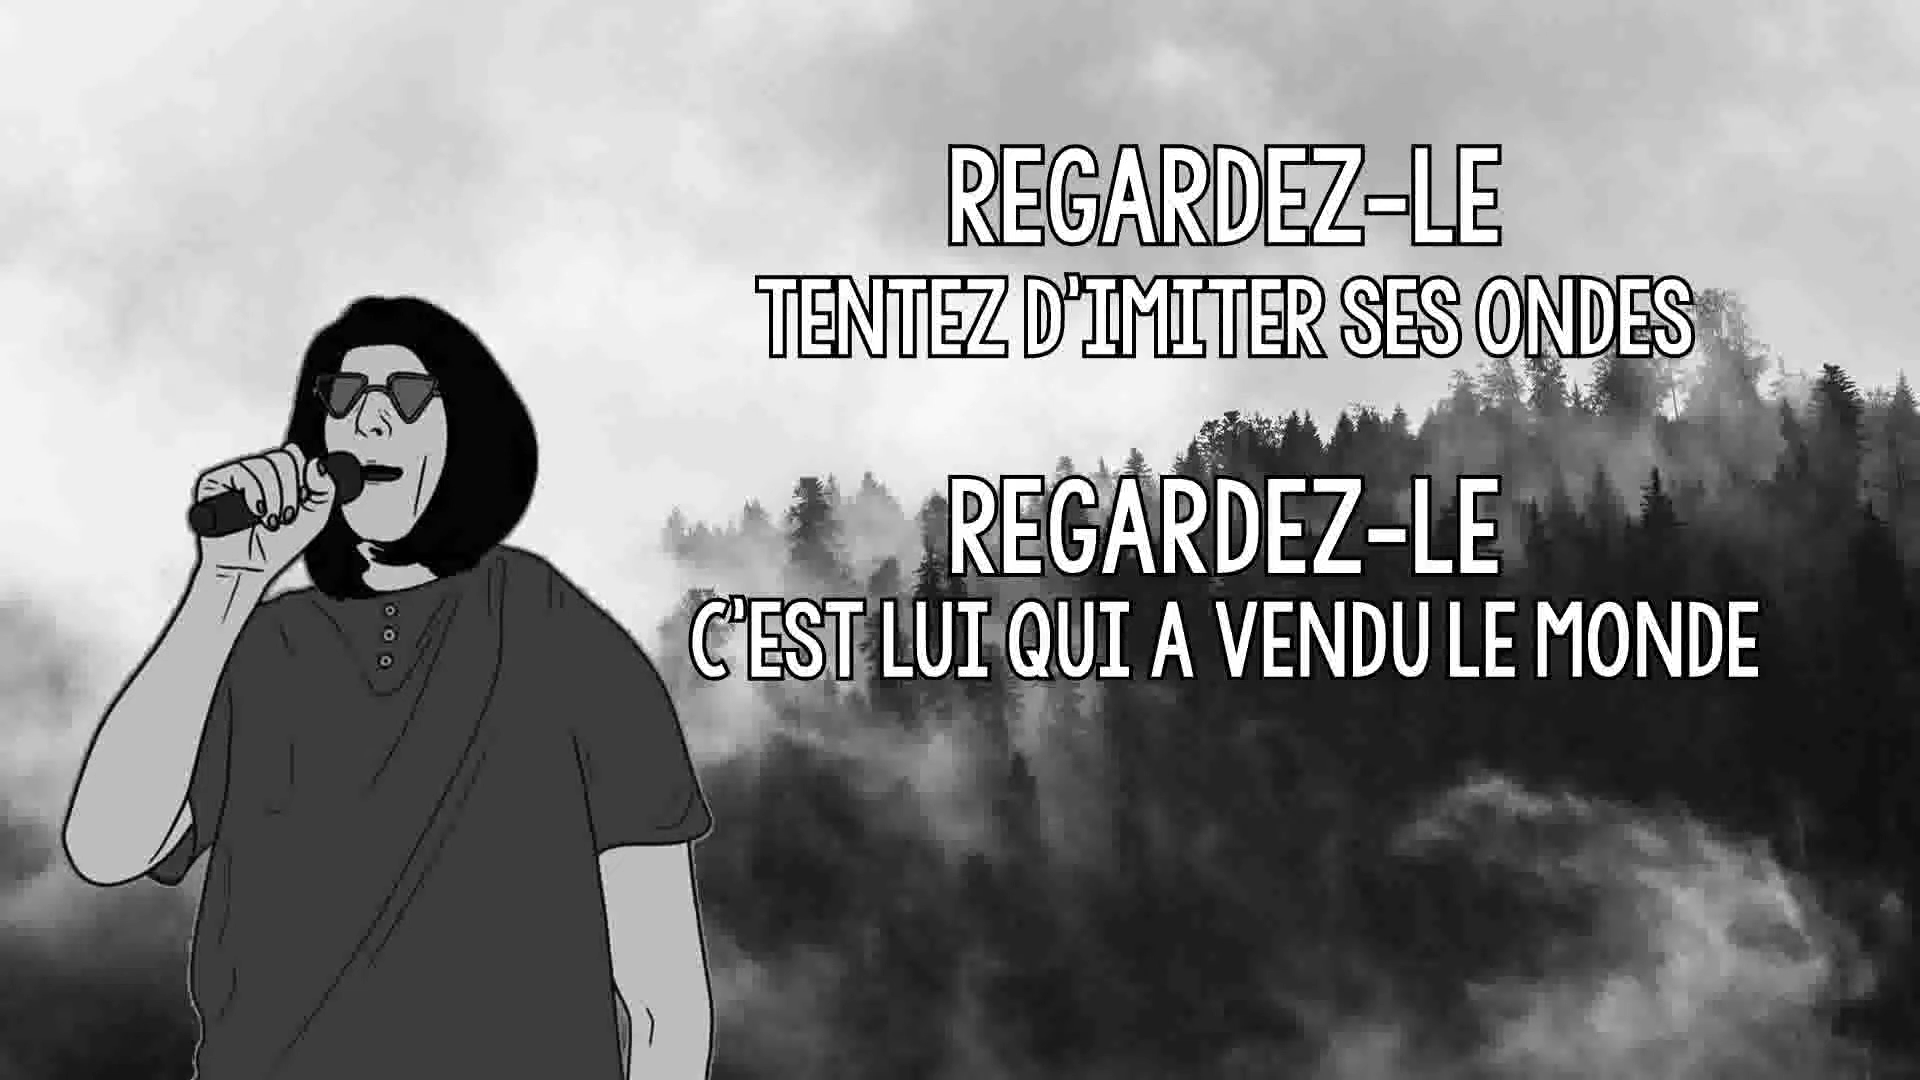 REGARDEZ-LE
TENTEZ D'IMITER SES ONDES
REGARDEZ-LE
C'EST LUI QUI A VENDU LE MONDE